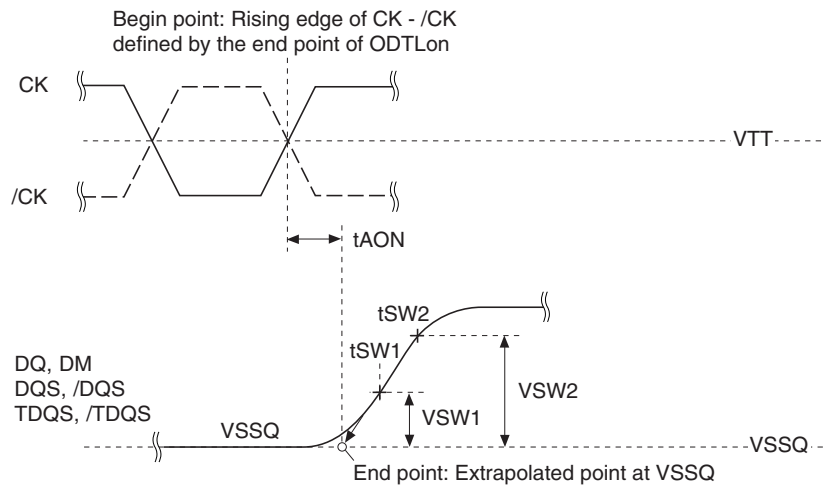 Begin point: Rising edge of CK - /CK
defined by the end point of ODTLon
CK
VTT
/CK
tAON
tSW2
tSW1
DQ, DM
DQS, /DQS
TDQS, /TDQS
VSW2
VSW1
VSSQ
VSSQ
End point: Extrapolated point at VSSQ